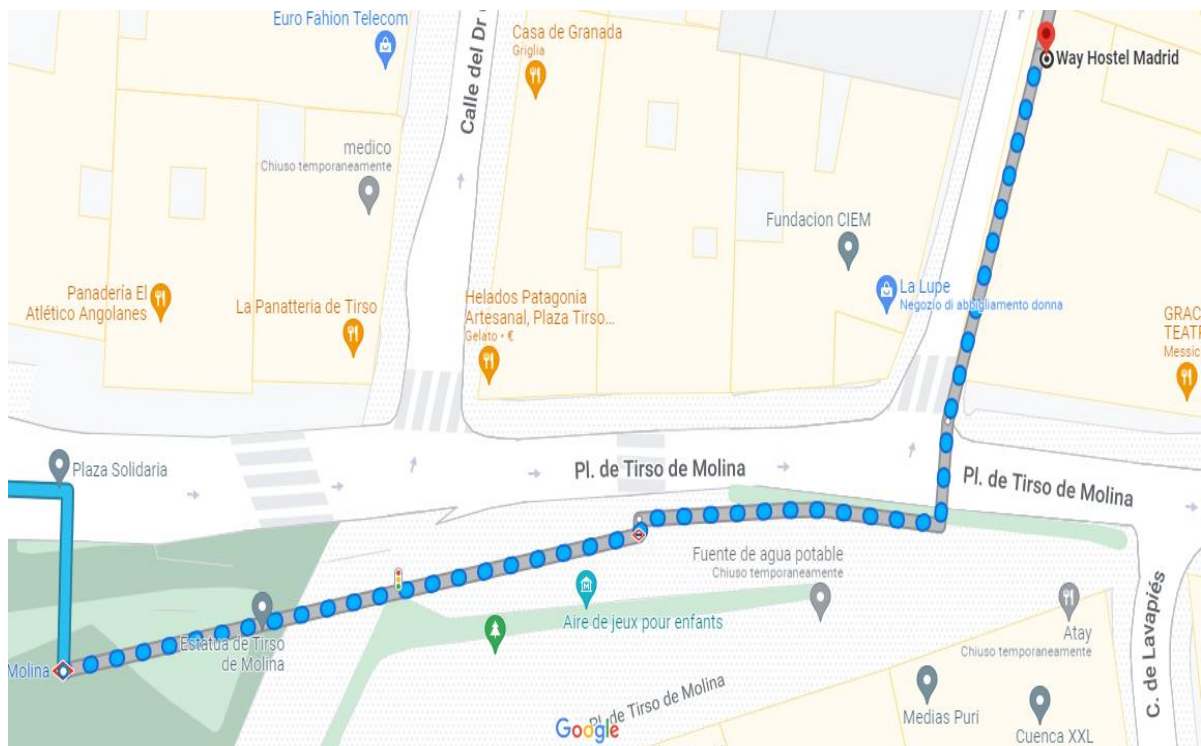 Euro Fahion Telecom
Calle del Dr
Casa de Granada
Griglia
Way Hostel Madrid
medico
Chiuso temporaneamente
Fundacion CIEM
Panadería El
Atlético Angolanes
La Panatteria de Tirso
Helados Patagonia
Artesanal, Plaza Tirso...
Gelato • €
La Lupe
Negozio di abbigliamento donna
GRAC
TEATR
Messic
Plaza Solidaria
Pl. de Tirso de Molina
Pl. de Tirso de Molina
Fuente de agua potable
Chiuso temporaneamente
Aire de jeux pour enfants
Estatua de Tirso
de Molina
Molina
Atay
Chiuso temporaneamente
C. de Lavapiés
Pl. de Tirso de Molina
Google
Medias Puri
Cuenca XXL